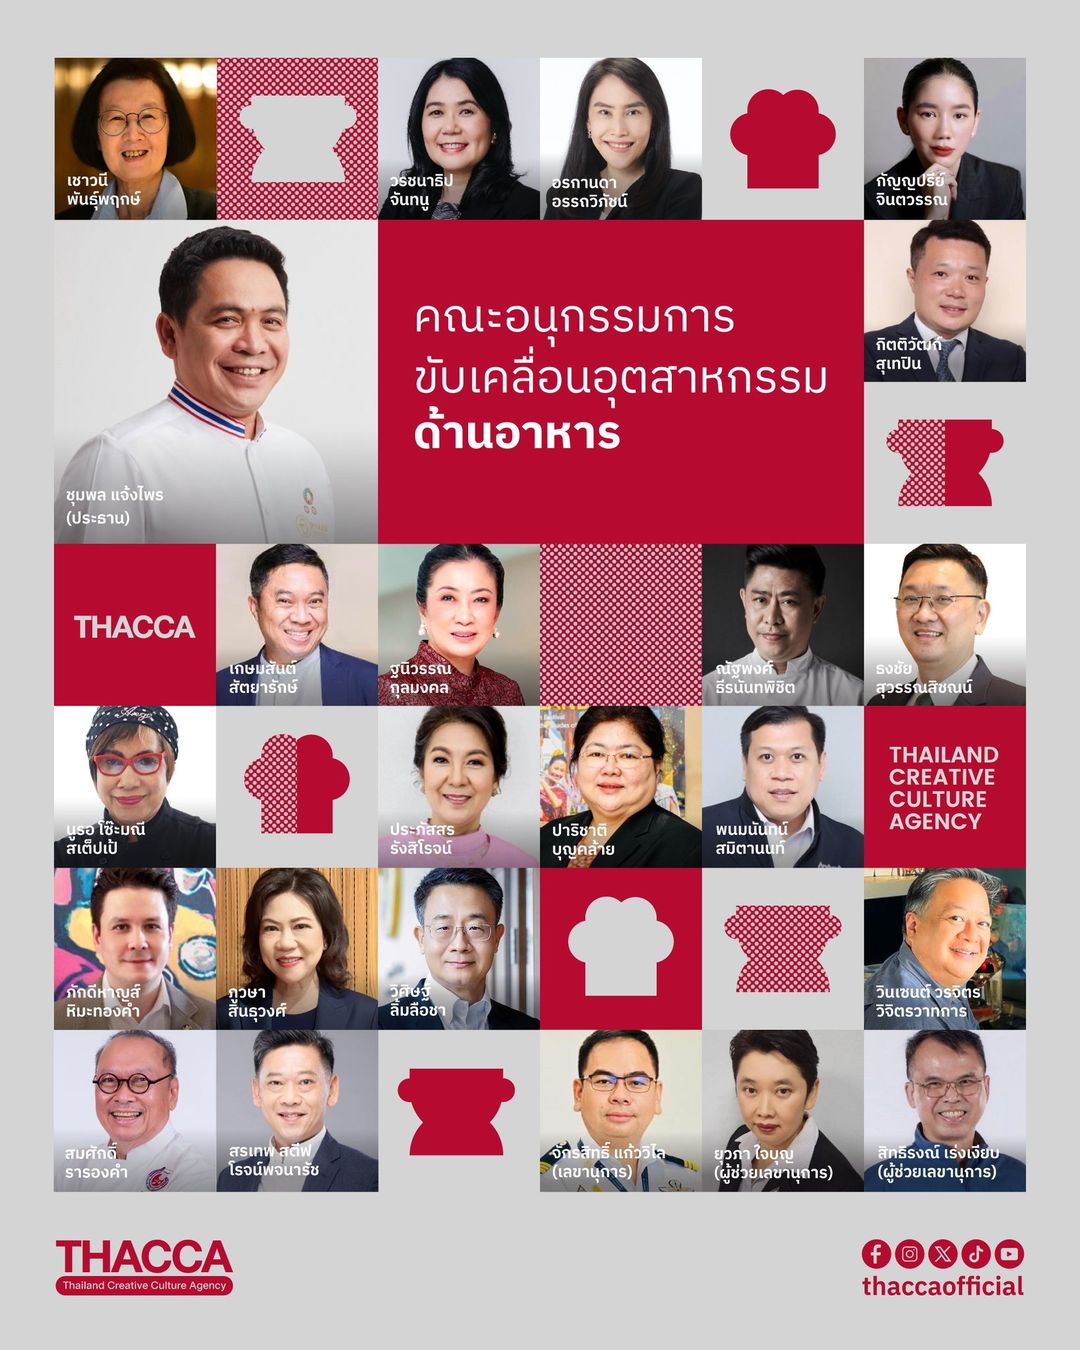 เชาวนี
พันธุ์พฤกษ์
วรชนาธิป
จันทนู
อรกานดา
อรรถวิภัชน์
กัญญปรีย์
จินตวรรณ
ชุมพล แจ้งไพร
(ประธาน)
คณะอนุกรรมการ
ขับเคลื่อนอุตสาหกรรม
ด้านอาหาร
กิตติวัฒก์
สุเทปิน
THACCA
เกษมสันต์
สัตยารักษ์
ฐนิวรรณ
กุลมงคล
ณัฐพงศ์
ธีรนันทพิชิต
ธงชัย
สุวรรณสิชณน์
นูรอ โซ๊ะมณี
สเต็ปเป้
ประภัสสร
รังสิโรจน์
ปาริชาติ
บุญคล้าย
พนมนันทน์
สมิตานนท์
THAILAND
CREATIVE
CULTURE
AGENCY
ภักดีหาญส์
หิมะทองคำ
ภูวษา
สินธุวงศ์
วิศิษฐ์
ลิ้มลือชา
วินเซนต์ วรจิตร
วิจิตรวาทการ
สมศักดิ์
รารองคำ
สรเทพ สตีฟ
โรจน์พจนารัช
จักรสิทธิ์ แก้ววิไล
(เลขานุการ)
ยุวภา ใจบุญ
(ผู้ช่วยเลขานุการ)
สิทธิรงณ์ เร่งเงียบ
(ผู้ช่วยเลขานุการ)
THACCA
Thailand Creative Culture Agency
thaccaofficial